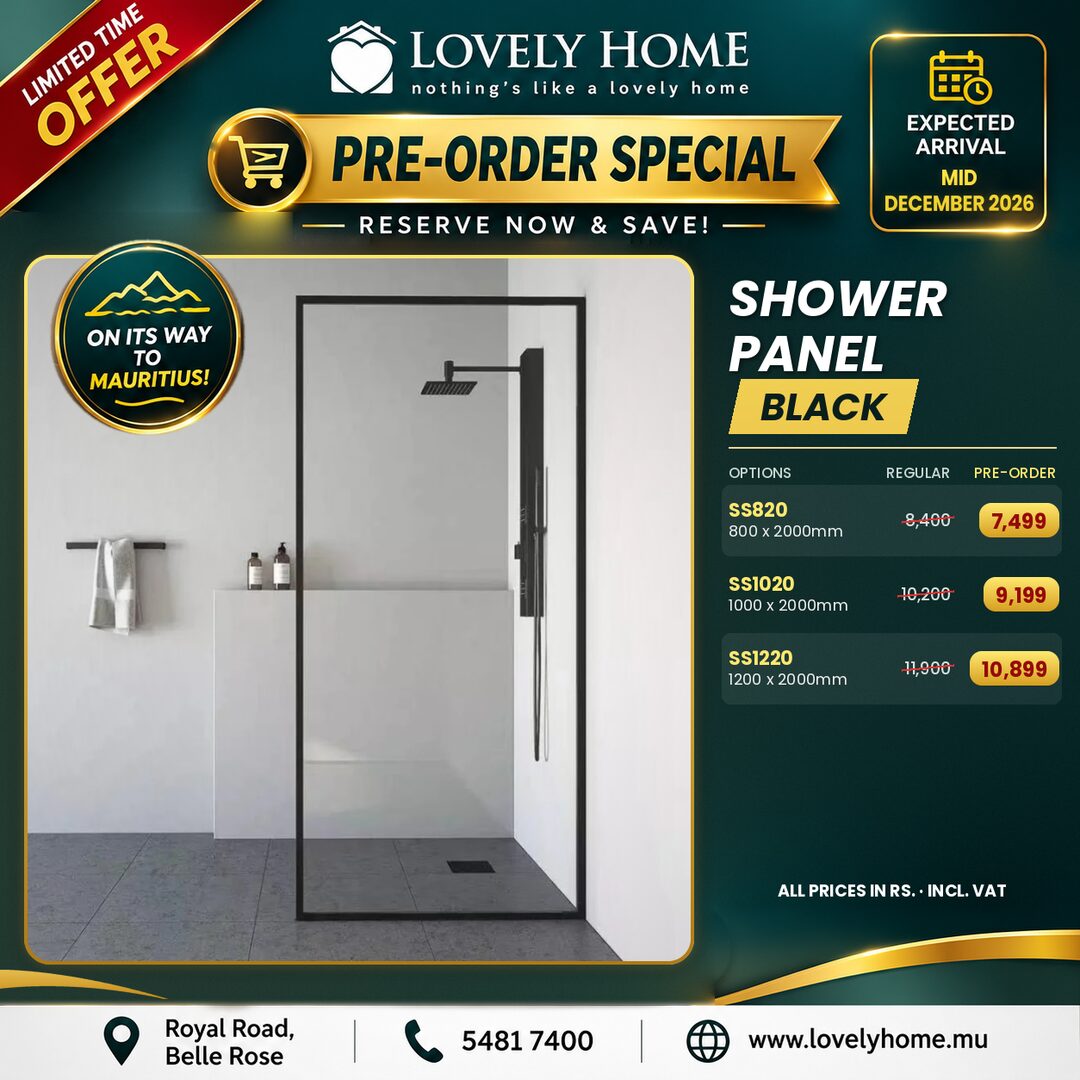 LIMITED TIME
OFFER
LOVELY HOME
nothing's like a lovely home
PRE-ORDER SPECIAL
RESERVE NOW & SAVE!
EXPECTED
ARRIVAL
MID
DECEMBER 2026
ON ITS WAY
TO
MAURITIUS!
SHOWER
PANEL
BLACK
OPTIONS REGULAR PRE-ORDER
SS820
800 x 2000mm 8,400 7,499
SS1020
1000 x 2000mm 10,200 9,199
SS1220
1200 x 2000mm 11,900 10,899
ALL PRICES IN RS. · INCL. VAT
Royal Road,
Belle Rose
5481 7400
www.lovelyhome.mu